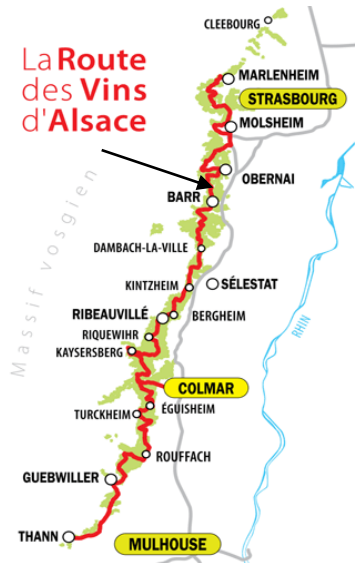 CLEEBOURG
La Route
des Vins
d'Alsace
MARLENHEIM
STRASBOURG
MOLSHEIM
OBERNAI
BARR
Massif vosgien
DAMBACH-LA-VILLE
KINTZHEIM
SÉLESTAT
RIBEAUVILLÉ
BERGHEIM
RHIN
RIQUEWIHR
KAYSERSBERG
COLMAR
ÉGUISHEIM
TURCKHEIM
ROUFFACH
GUEBWILLER
THANN
MULHOUSE